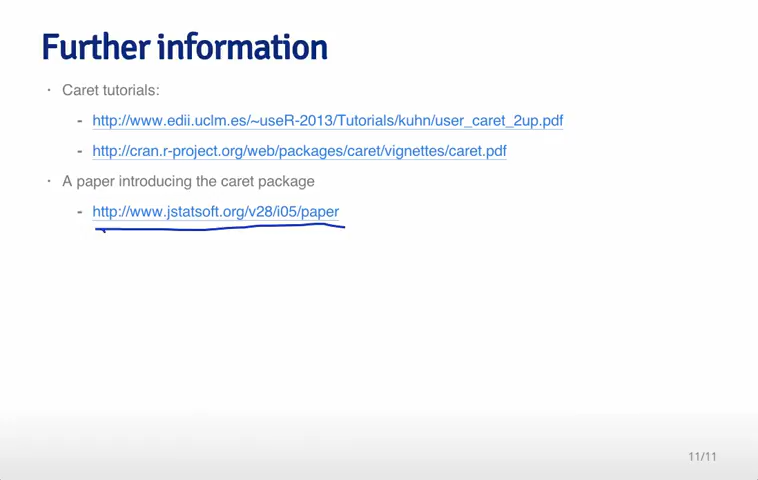 Further information
· Caret tutorials:
- http://www.edii.uclm.es/~useR-2013/Tutorials/kuhn/user_caret_2up.pdf
- http://cran.r-project.org/web/packages/caret/vignettes/caret.pdf
· A paper introducing the caret package
- http://www.jstatsoft.org/v28/i05/paper
11/11